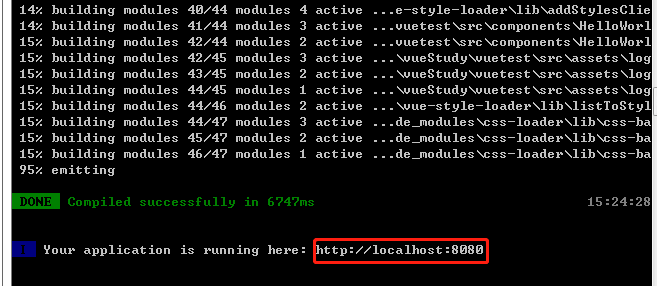 14% building modules 40/44 modules 4 active ...e-style-loader\lib\addStylesClie
14% building modules 41/44 modules 3 active ...vuetest\src\components\HelloWorl
15% building modules 42/44 modules 2 active ...vuetest\src\components\HelloWorl
15% building modules 42/45 modules 3 active ...\vueStudy\vuetest\src\assets\log
15% building modules 43/45 modules 2 active ...\vueStudy\vuetest\src\assets\log
15% building modules 44/45 modules 1 active ...\vueStudy\vuetest\src\assets\log
15% building modules 44/46 modules 2 active ...\vue-style-loader\lib\listToStyl
15% building modules 44/47 modules 3 active ...de_modules\css-loader\lib\css-ba
15% building modules 45/47 modules 2 active ...de_modules\css-loader\lib\css-ba
15% building modules 46/47 modules 1 active ...de_modules\css-loader\lib\css-ba
95% emitting
DONE Compiled successfully in 6747ms 15:24:28
I Your application is running here: http://localhost:8080